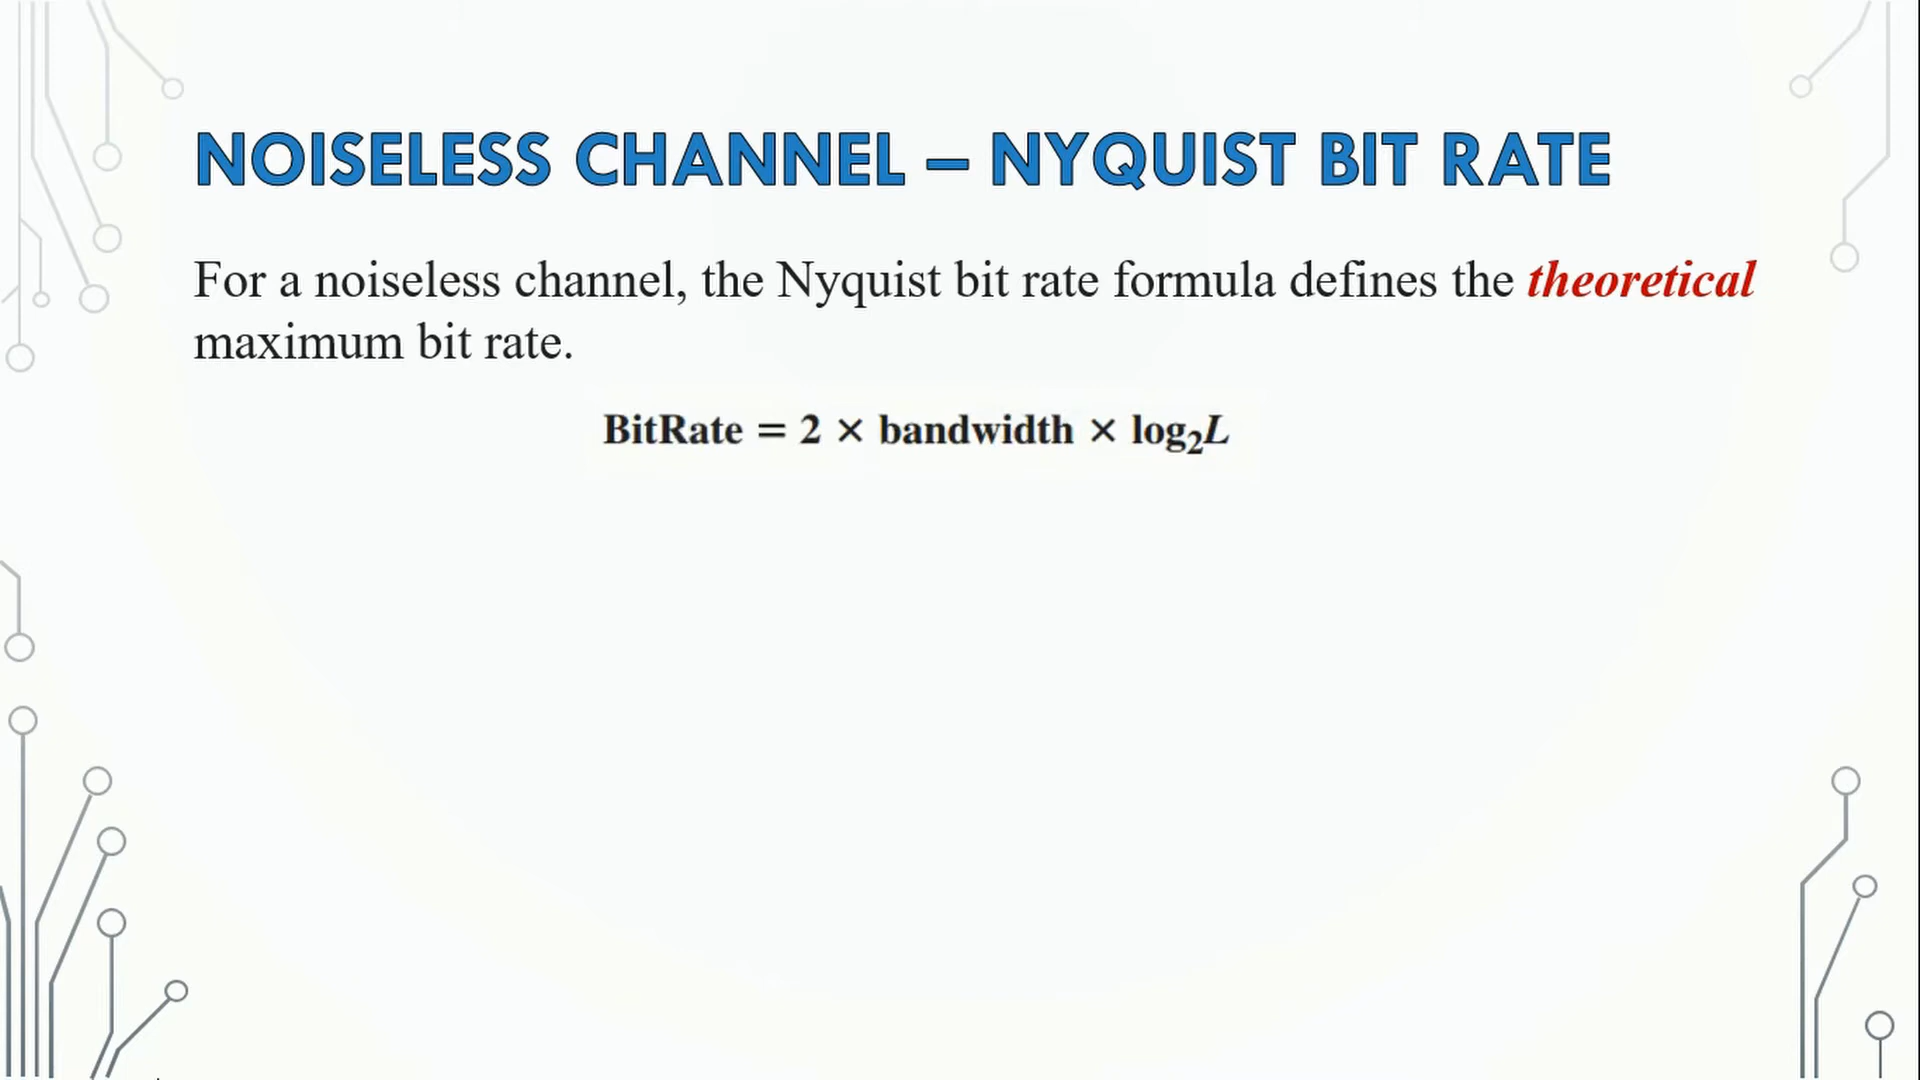 NOISELESS CHANNEL – NYQUIST BIT RATE
For a noiseless channel, the Nyquist bit rate formula defines the theoretical
maximum bit rate.
BitRate = 2 × bandwidth × log₂L